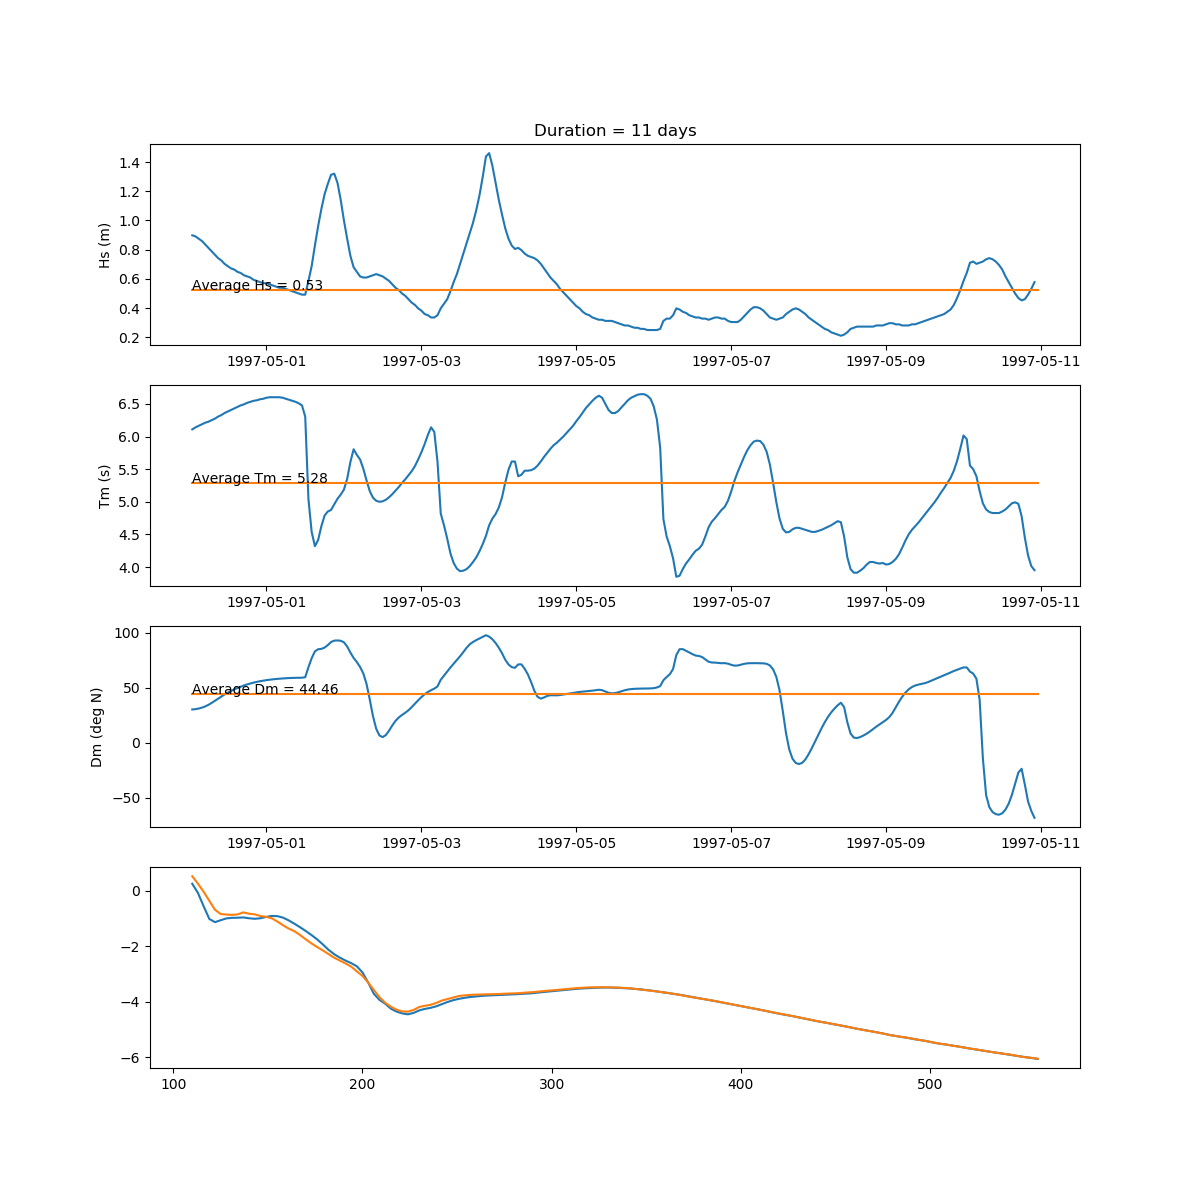 Duration = 11 days
Hs (m)
1.4
1.2
1.0
0.8
0.6
0.4
0.2
Average Hs = 0.53
1997-05-01 1997-05-03 1997-05-05 1997-05-07 1997-05-09 1997-05-11
Tm (s)
6.5
6.0
5.5
5.0
4.5
4.0
Average Tm = 5.28
1997-05-01 1997-05-03 1997-05-05 1997-05-07 1997-05-09 1997-05-11
Dm (deg N)
100
50
0
−50
Average Dm = 44.46
1997-05-01 1997-05-03 1997-05-05 1997-05-07 1997-05-09 1997-05-11
0
−2
−4
−6
100 200 300 400 500